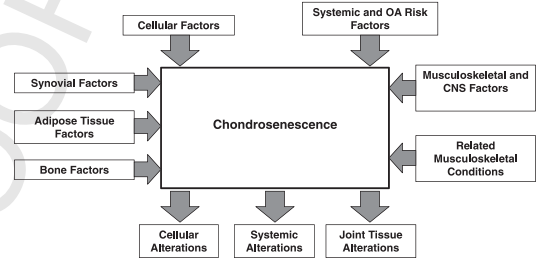 Cellular Factors
Systemic and OA Risk
Factors
Synovial Factors
Adipose Tissue
Factors
Bone Factors
Chondrosenescence
Musculoskeletal and
CNS Factors
Related
Musculoskeletal
Conditions
Cellular
Alterations
Systemic
Alterations
Joint Tissue
Alterations